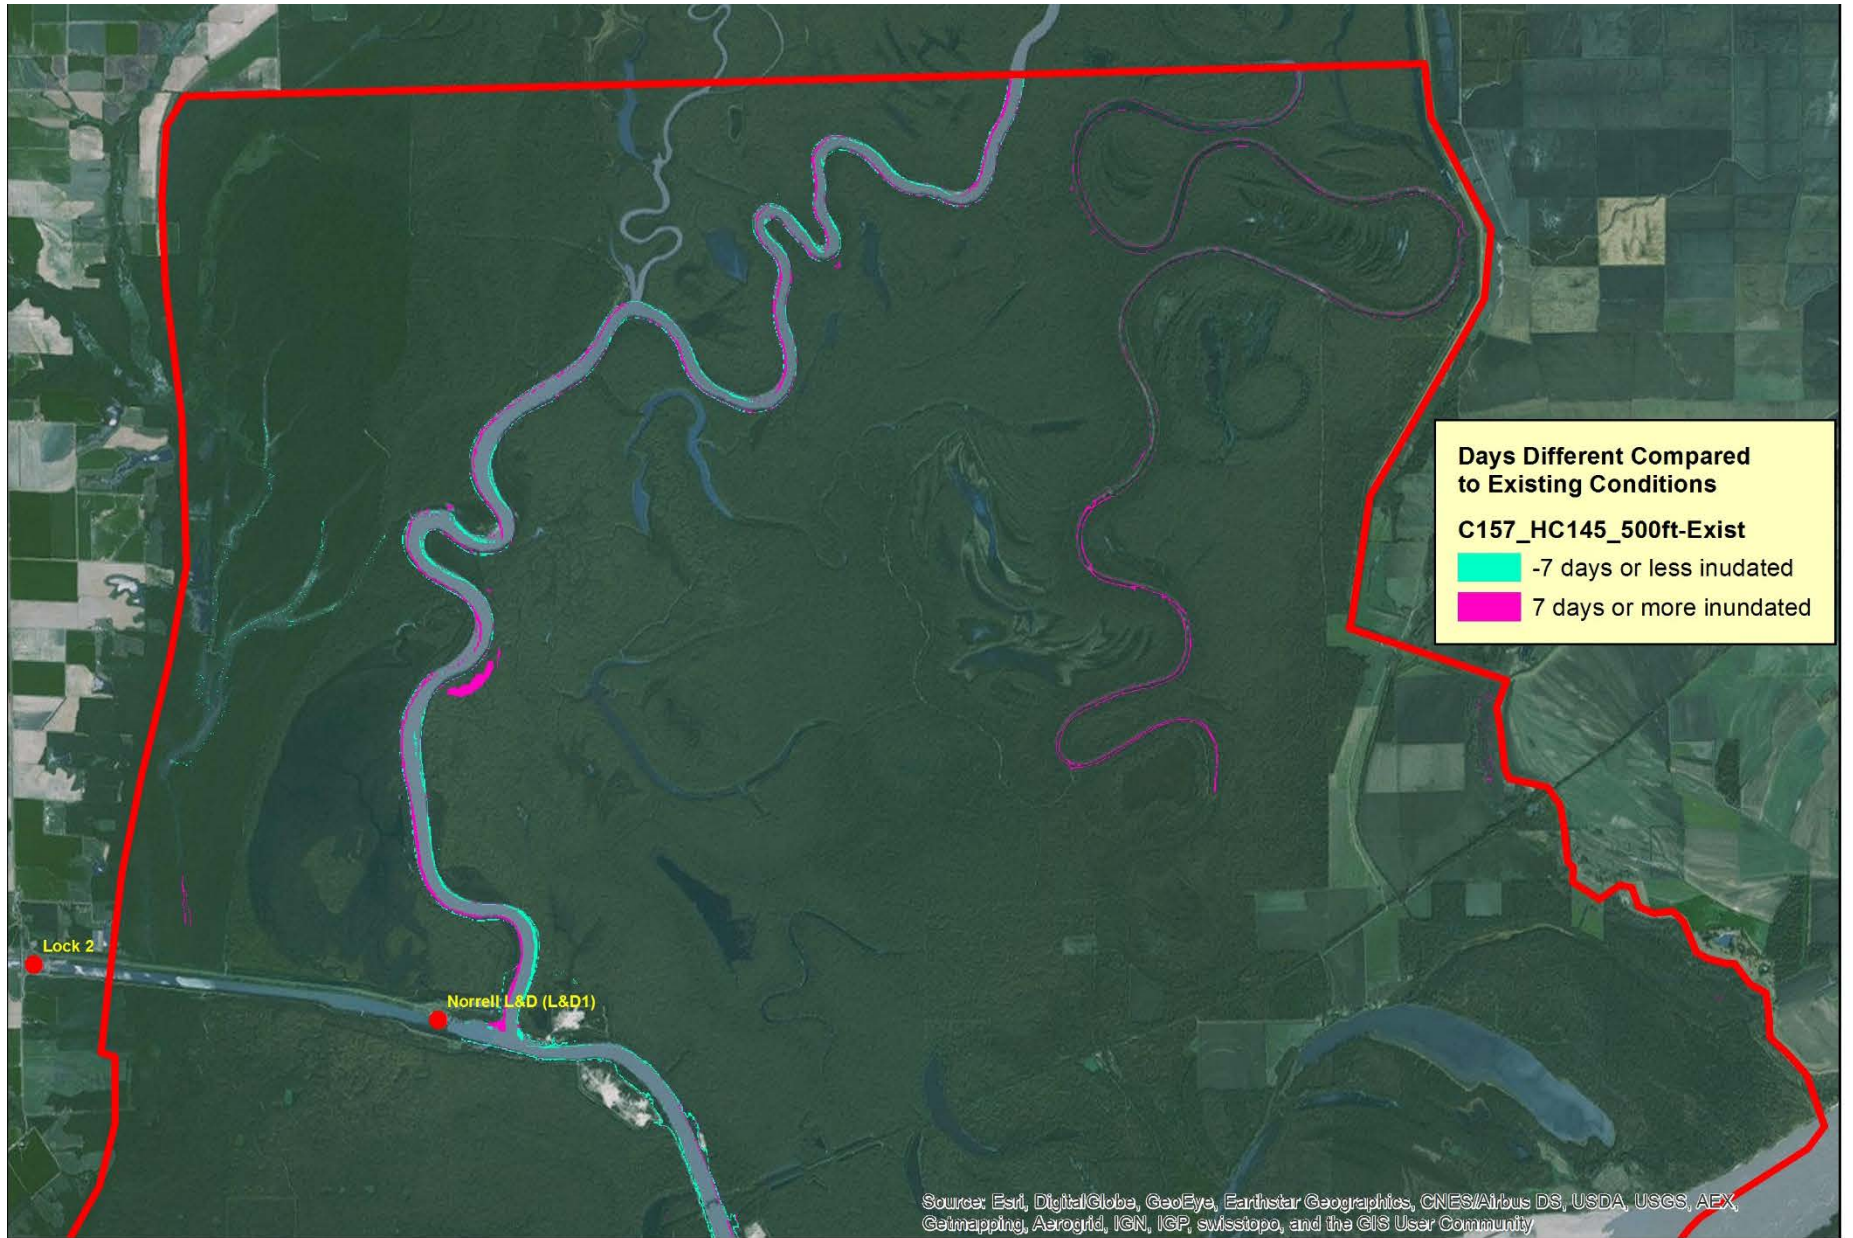 Days Different Compared
to Existing Conditions
C157_HC145_500ft-Exist
-7 days or less inudated
7 days or more inundated
Lock 2
Norrell L&D (L&D1)
Source: Esri, DigitalGlobe, GeoEye, Earthstar Geographics, CNES/Airbus DS, USDA, USGS, AEX,
Getmapping, Aerogrid, IGN, IGP, swisstopo, and the GIS User Community